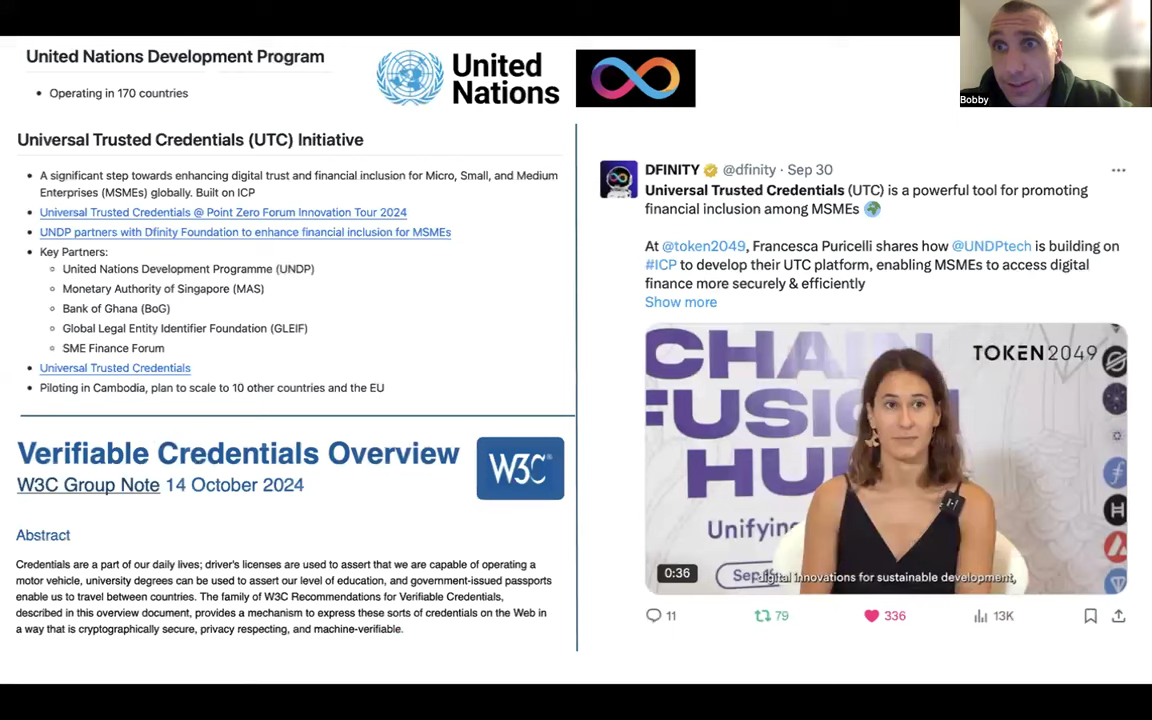 United Nations Development Program
• Operating in 170 countries
United
Nations
Bobby
Universal Trusted Credentials (UTC) Initiative
• A significant step towards enhancing digital trust and financial inclusion for Micro, Small, and Medium
Enterprises (MSMEs) globally. Built on ICP
• Universal Trusted Credentials @ Point Zero Forum Innovation Tour 2024
• UNDP partners with Dfinity Foundation to enhance financial inclusion for MSMEs
• Key Partners:
◦ United Nations Development Programme (UNDP)
◦ Monetary Authority of Singapore (MAS)
◦ Bank of Ghana (BoG)
◦ Global Legal Entity Identifier Foundation (GLEIF)
◦ SME Finance Forum
• Universal Trusted Credentials
• Piloting in Cambodia, plan to scale to 10 other countries and the EU
Verifiable Credentials Overview
W3C®
W3C Group Note 14 October 2024
Abstract
Credentials are a part of our daily lives; driver's licenses are used to assert that we are capable of operating a
motor vehicle, university degrees can be used to assert our level of education, and government-issued passports
enable us to travel between countries. The family of W3C Recommendations for Verifiable Credentials,
described in this overview document, provides a mechanism to express these sorts of credentials on the Web in
a way that is cryptographically secure, privacy respecting, and machine-verifiable.
DFINITY @dfinity · Sep 30
Universal Trusted Credentials (UTC) is a powerful tool for promoting
financial inclusion among MSMEs 🌍
At @token2049, Francesca Puricelli shares how @UNDPtech is building on
#ICP to develop their UTC platform, enabling MSMEs to access digital
finance more securely & efficiently
Show more
CHAIN
FUSION
HUB
TOKEN2049
Unifying
0:36
digital innovations for sustainable development,
11
79
336
13K